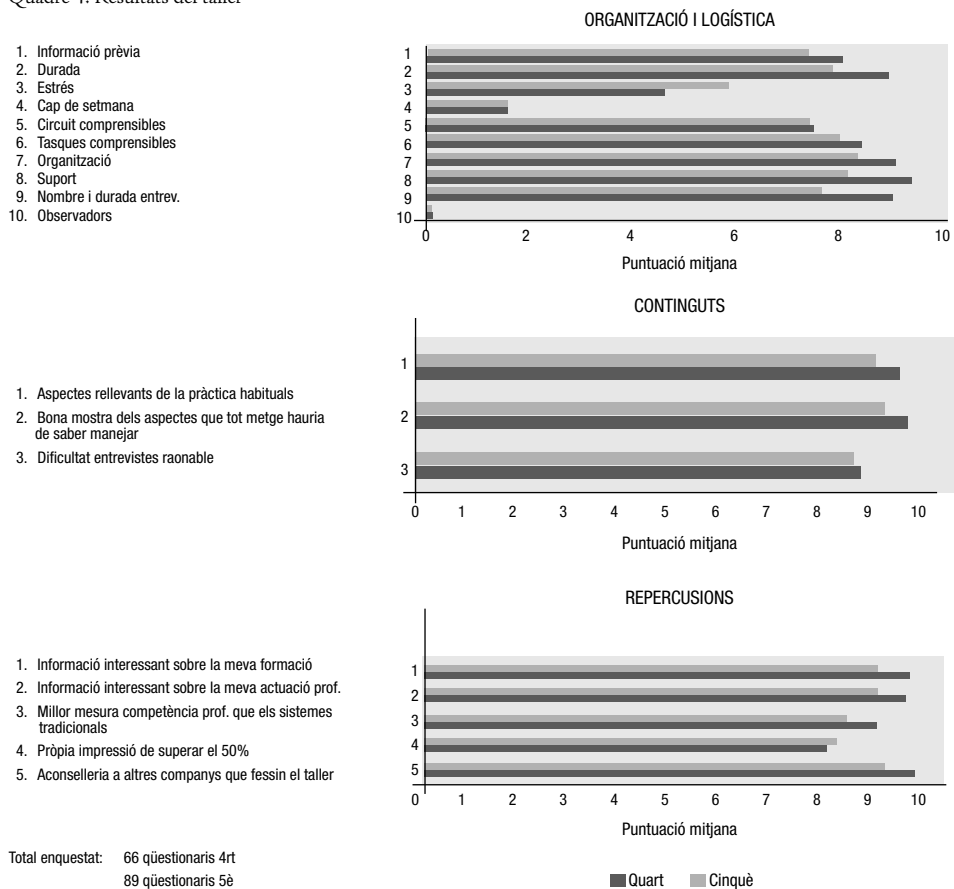 Quadre 4. Resultats del taller
ORGANITZACIÓ I LOGÍSTICA
1. Informació prèvia
2. Durada
3. Estrés
4. Cap de setmana
5. Circuit comprensibles
6. Tasques comprensibles
7. Organització
8. Suport
9. Nombre i durada entrev.
10. Observadors
1
2
3
4
5
6
7
8
9
10
0 2 4 6 8 10
Puntuació mitjana
CONTINGUTS
1. Aspectes rellevants de la pràctica habituals
2. Bona mostra dels aspectes que tot metge hauria
de saber manejar
3. Dificultat entrevistes raonable
1
2
3
0 1 2 3 4 5 6 7 8 9 10
Puntuació mitjana
REPERCUSIONS
1. Informació interessant sobre la meva formació
2. Informació interessant sobre la meva actuació prof.
3. Millor mesura competència prof. que els sistemes
tradicionals
4. Pròpia impressió de superar el 50%
5. Aconselleria a altres companys que fessin el taller
1
2
3
4
5
0 1 2 3 4 5 6 7 8 9 10
Puntuació mitjana
Total enquestat: 66 qüestionaris 4rt
89 qüestionaris 5è
Quart Cinquè